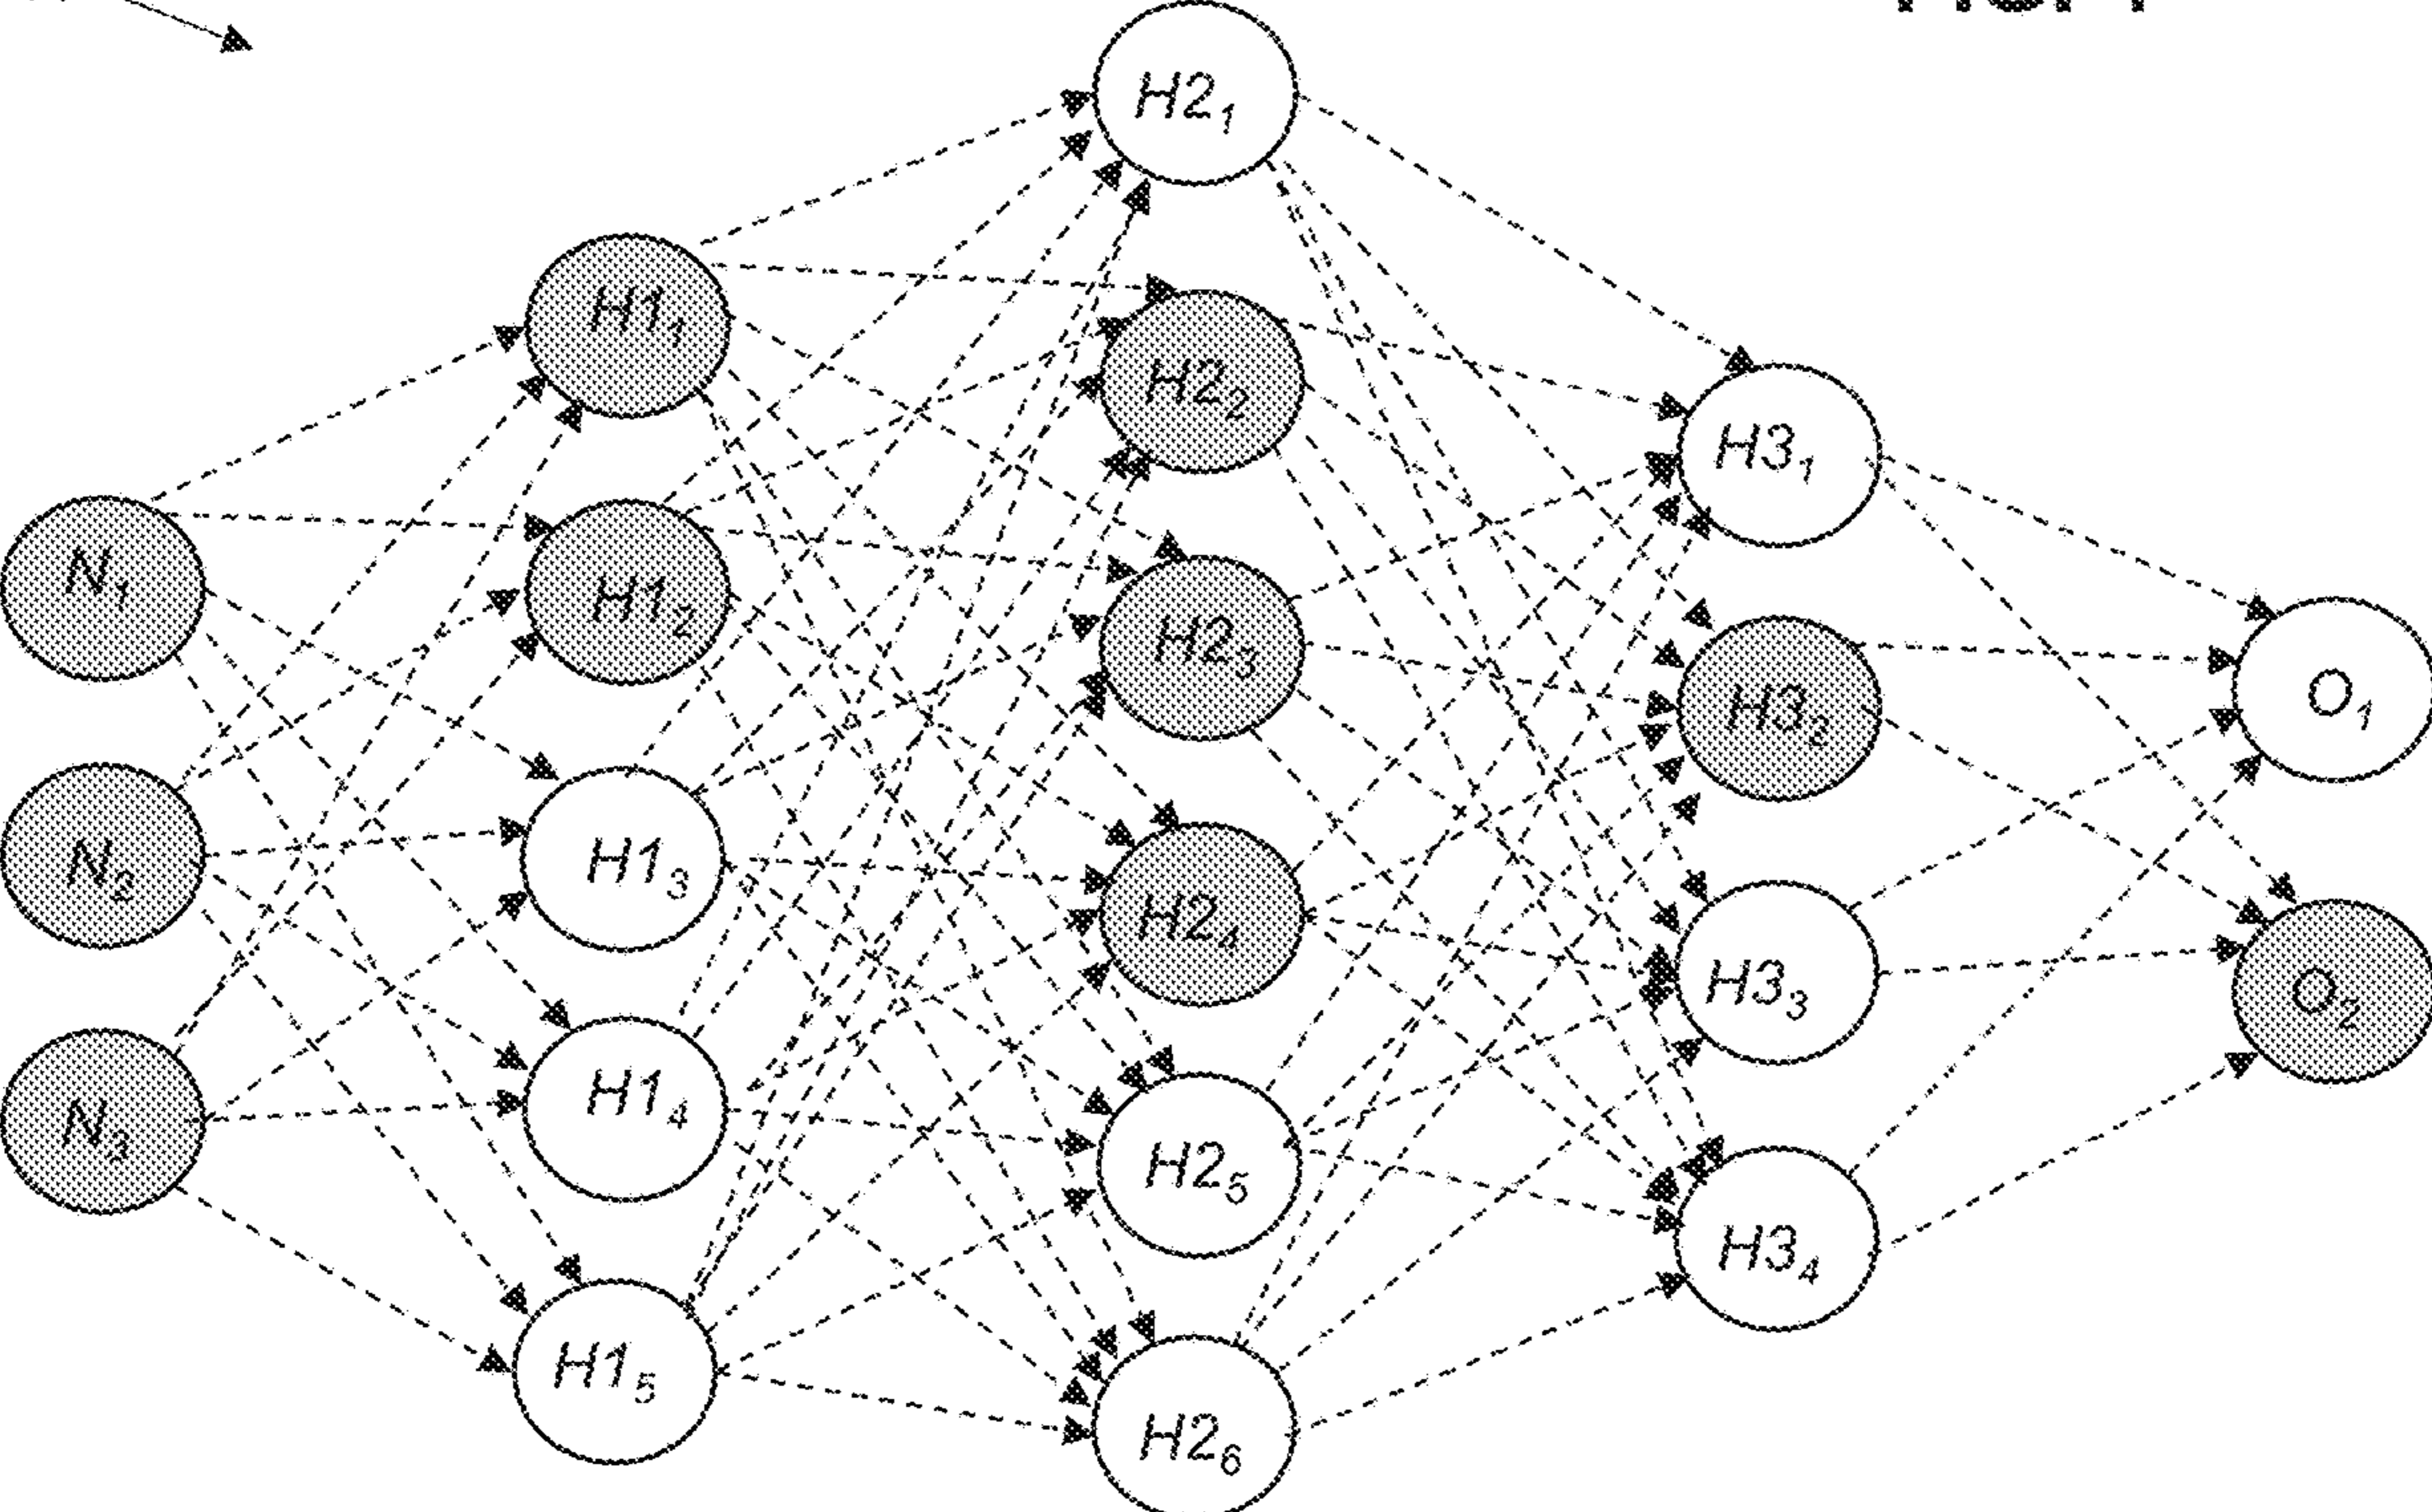 H2₁
H1₁
H2₂
H3₁
N₁
H1₂
H2₃
H3₂
O₁
N₂
H1₃
H2₄
H3₃
O₂
N₃
H1₄
H2₅
H3₄
H1₅
H2₆